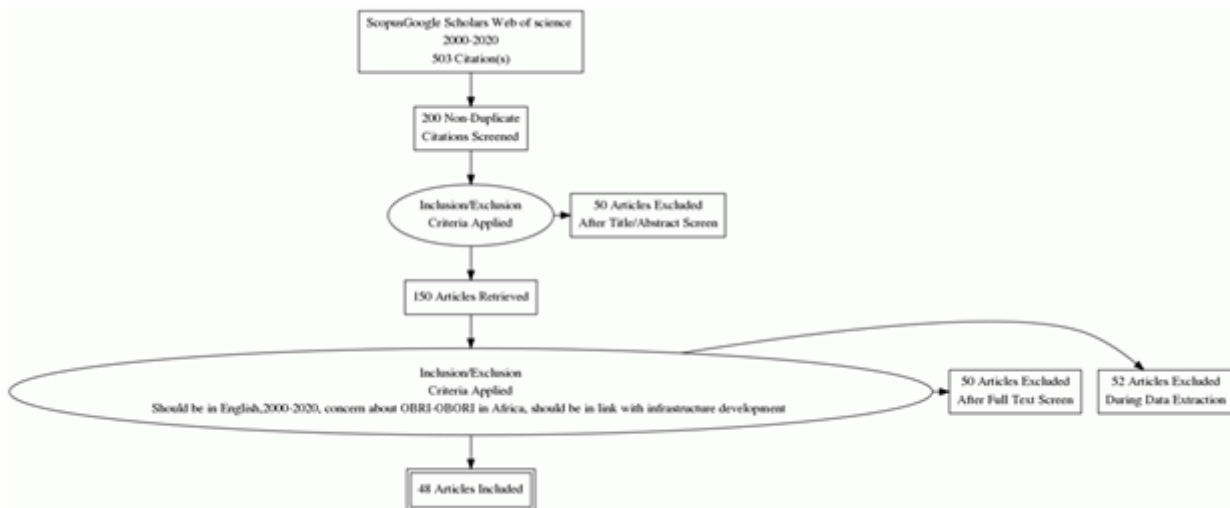 ScopusGoogle Scholars Web of science
2000-2020
503 Citation(s)
200 Non-Duplicate
Citations Screened
Inclusion/Exclusion
Criteria Applied
50 Articles Excluded
After Title/Abstract Screen
150 Articles Retrieved
Inclusion/Exclusion
Criteria Applied
Should be in English,2000-2020, concern about OBRI-OBORI in Africa, should be in link with infrastructure development
50 Articles Excluded
After Full Text Screen
52 Articles Excluded
During Data Extraction
48 Articles Included